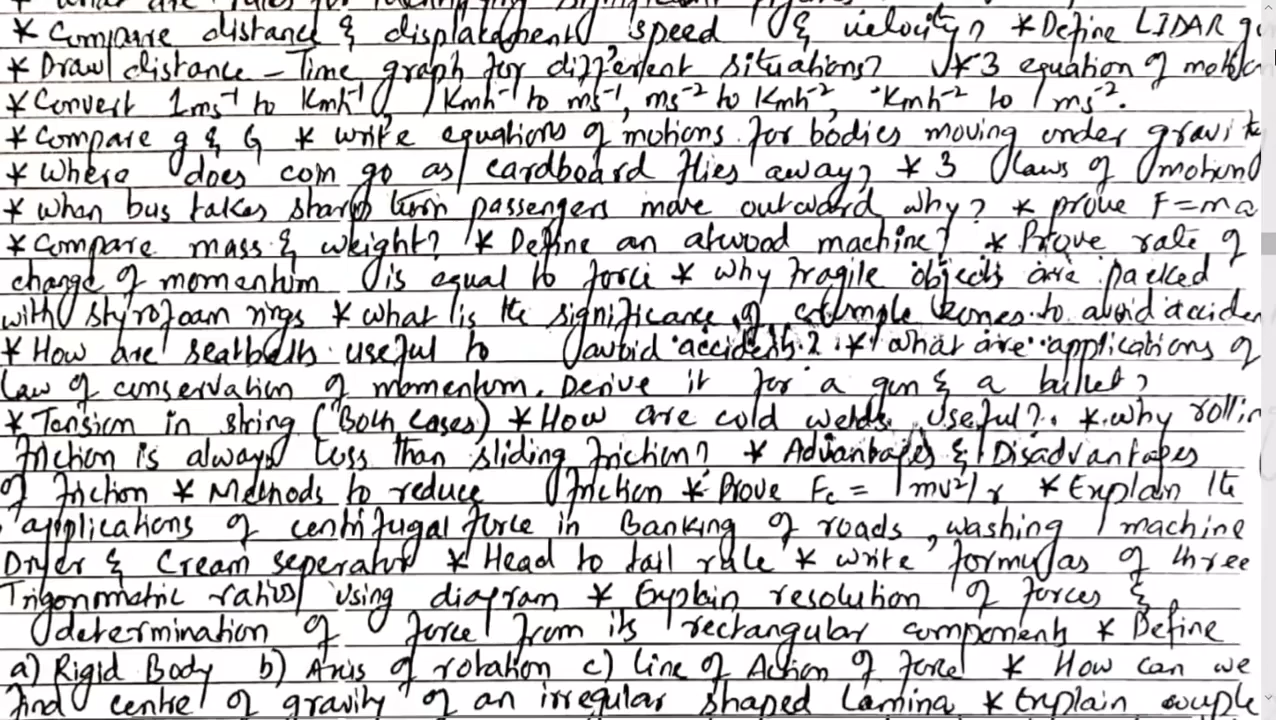 * What are rules for identifying significant figures
* Compare distance & displacement, speed & velocity? * Define LIDAR gu
* Draw distance - Time graph for different situations? * 3 equation of motion
* Convert 1ms⁻¹ to Kmh⁻¹, Kmh⁻¹ to ms⁻¹, ms⁻² to Kmh⁻², Kmh⁻² to ms⁻².
* Compare g & G * write equations of motions for bodies moving under gravit
* Where does com go as cardboard flies away? * 3 laws of motion
* When bus takes sharp turn passengers move outward why? * prove F = ma
* Compare mass & weight? * Define an atwood machine? * Prove rate of
change of momentum is equal to force * Why fragile objects are packed
with styrofoam rings * What is the significance of crumple zones to avoid acciden
* How are seatbelts useful to avoid accidents? * What are applications of
law of conservation of momentum. Derive it for a gun & a bullet?
* Tension in string (Both Cases) * How are cold welds useful? * Why rollin
friction is always less than sliding friction? * Advantages & Disadvantages
of friction * Methods to reduce friction * Prove Fc = mv²/r * Explain the
applications of centrifugal force in Banking of roads, washing machine
Dryer & Cream seperator * Head to tail rule * write formulas of three
Trigonmetric ratios using diagram * Explain resolution of forces &
determination of force from its rectangular components * Define
a) Rigid Body b) Axis of rotation c) Line of Action of force * How can we
find centre of gravity of an irregular shaped Lamina * Explain couple